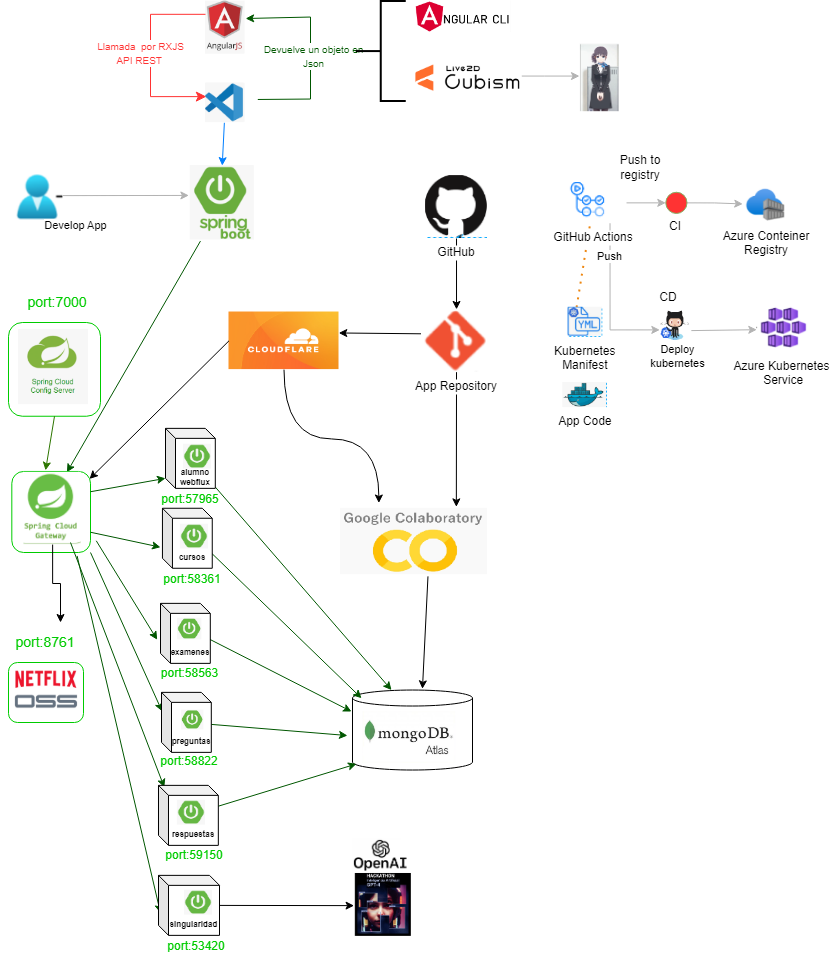 AngularJS
Llamada por RXJS
API REST
Devuelve un objeto en
Json
ANGULAR CLI
Live2D
Cubism
Develop App
spring
boot
GitHub
Push to
registry
GitHub Actions
CI
Azure Conteiner
Registry
Push
CD
Kubernetes
Manifest
YML
Deploy
kubernetes
Azure Kubernetes
Service
App Code
port:7000
Spring Cloud
Config Server
CLOUDFLARE
App Repository
Spring Cloud
Gateway
alumno
webflux
port:57965
Google Colaboratory
cursos
port:58361
port:8761
NETFLIX
OSS
examenes
port:58563
preguntas
port:58822
mongoDB.
Atlas
respuestas
port:59150
OpenAI
HACKATHON
GPT-4
singularidad
port:53420